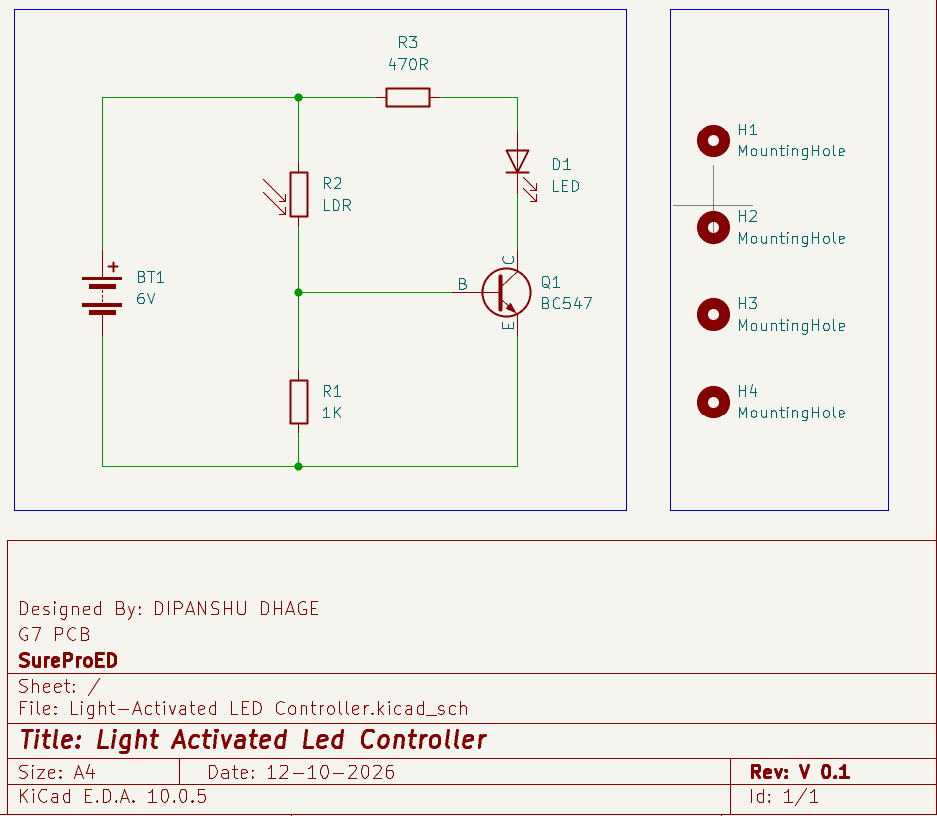 R3
470R
R2
LDR
D1
LED
+
BT1
6V
B
C
E
Q1
BC547
R1
1K
H1
MountingHole
H2
MountingHole
H3
MountingHole
H4
MountingHole
Designed By: DIPANSHU DHAGE
G7 PCB
SureProED
Sheet: /
File: Light-Activated LED Controller.kicad_sch
Title: Light Activated Led Controller
Size: A4 Date: 12-10-2026 Rev: V 0.1
KiCad E.D.A. 10.0.5 Id: 1/1